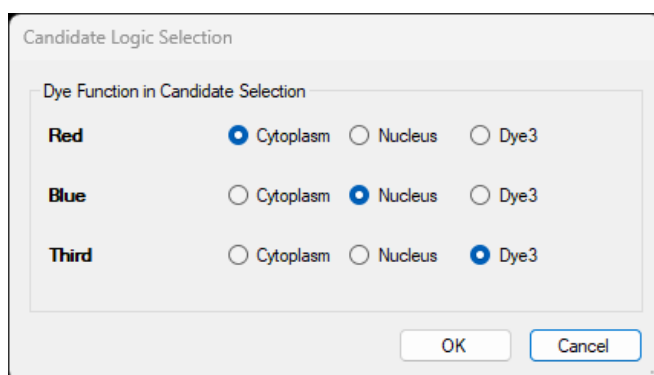 Candidate Logic Selection
Dye Function in Candidate Selection
Red Cytoplasm Nucleus Dye3
Blue Cytoplasm Nucleus Dye3
Third Cytoplasm Nucleus Dye3
OK Cancel